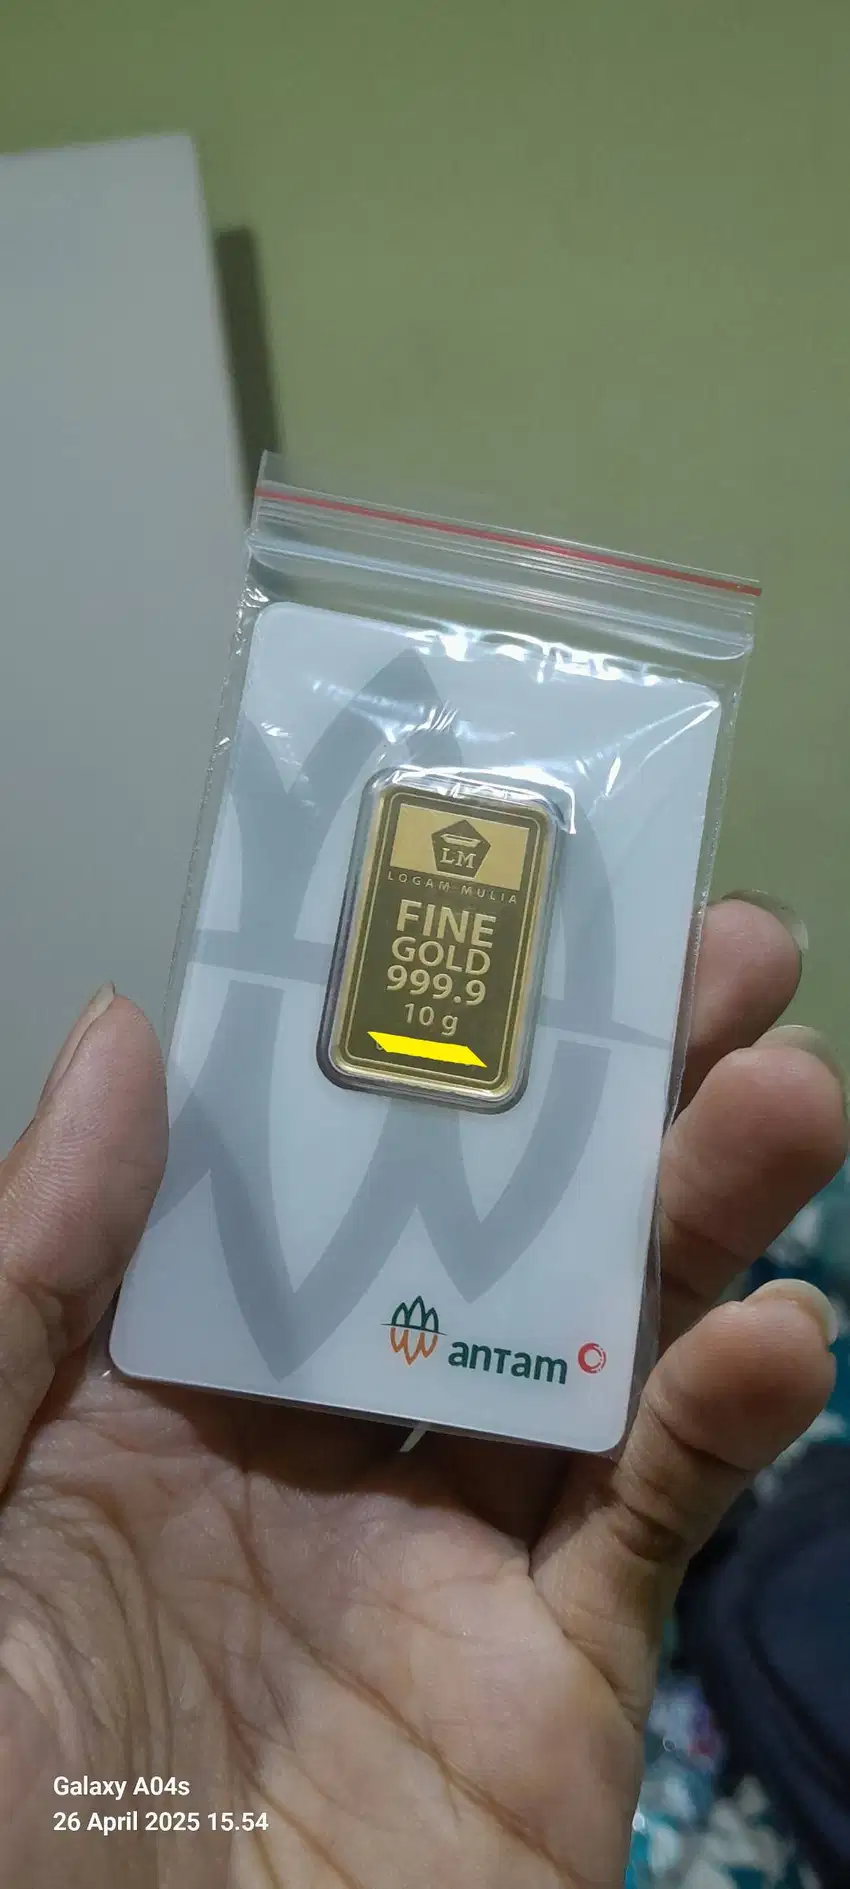 LM
LOGAM MULIA
FINE
GOLD
999.9
10 g
antam
Galaxy A04s
26 April 2025 15.54